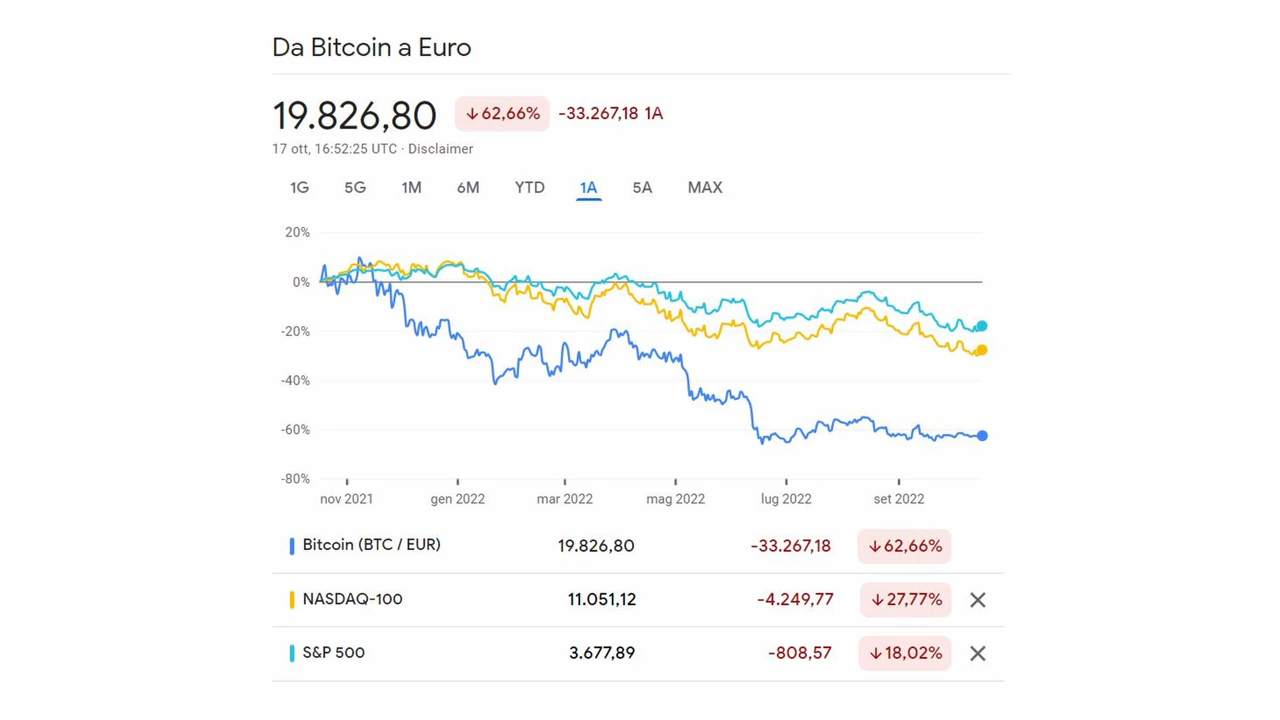 Da Bitcoin a Euro
19.826,80 ↓62,66% -33.267,18 1A
17 ott, 16:52:25 UTC · Disclaimer
1G 5G 1M 6M YTD 1A 5A MAX
20%
0%
-20%
-40%
-60%
-80%
nov 2021 gen 2022 mar 2022 mag 2022 lug 2022 set 2022
Bitcoin (BTC / EUR) 19.826,80 -33.267,18 ↓62,66%
NASDAQ-100 11.051,12 -4.249,77 ↓27,77%
S&P 500 3.677,89 -808,57 ↓18,02%